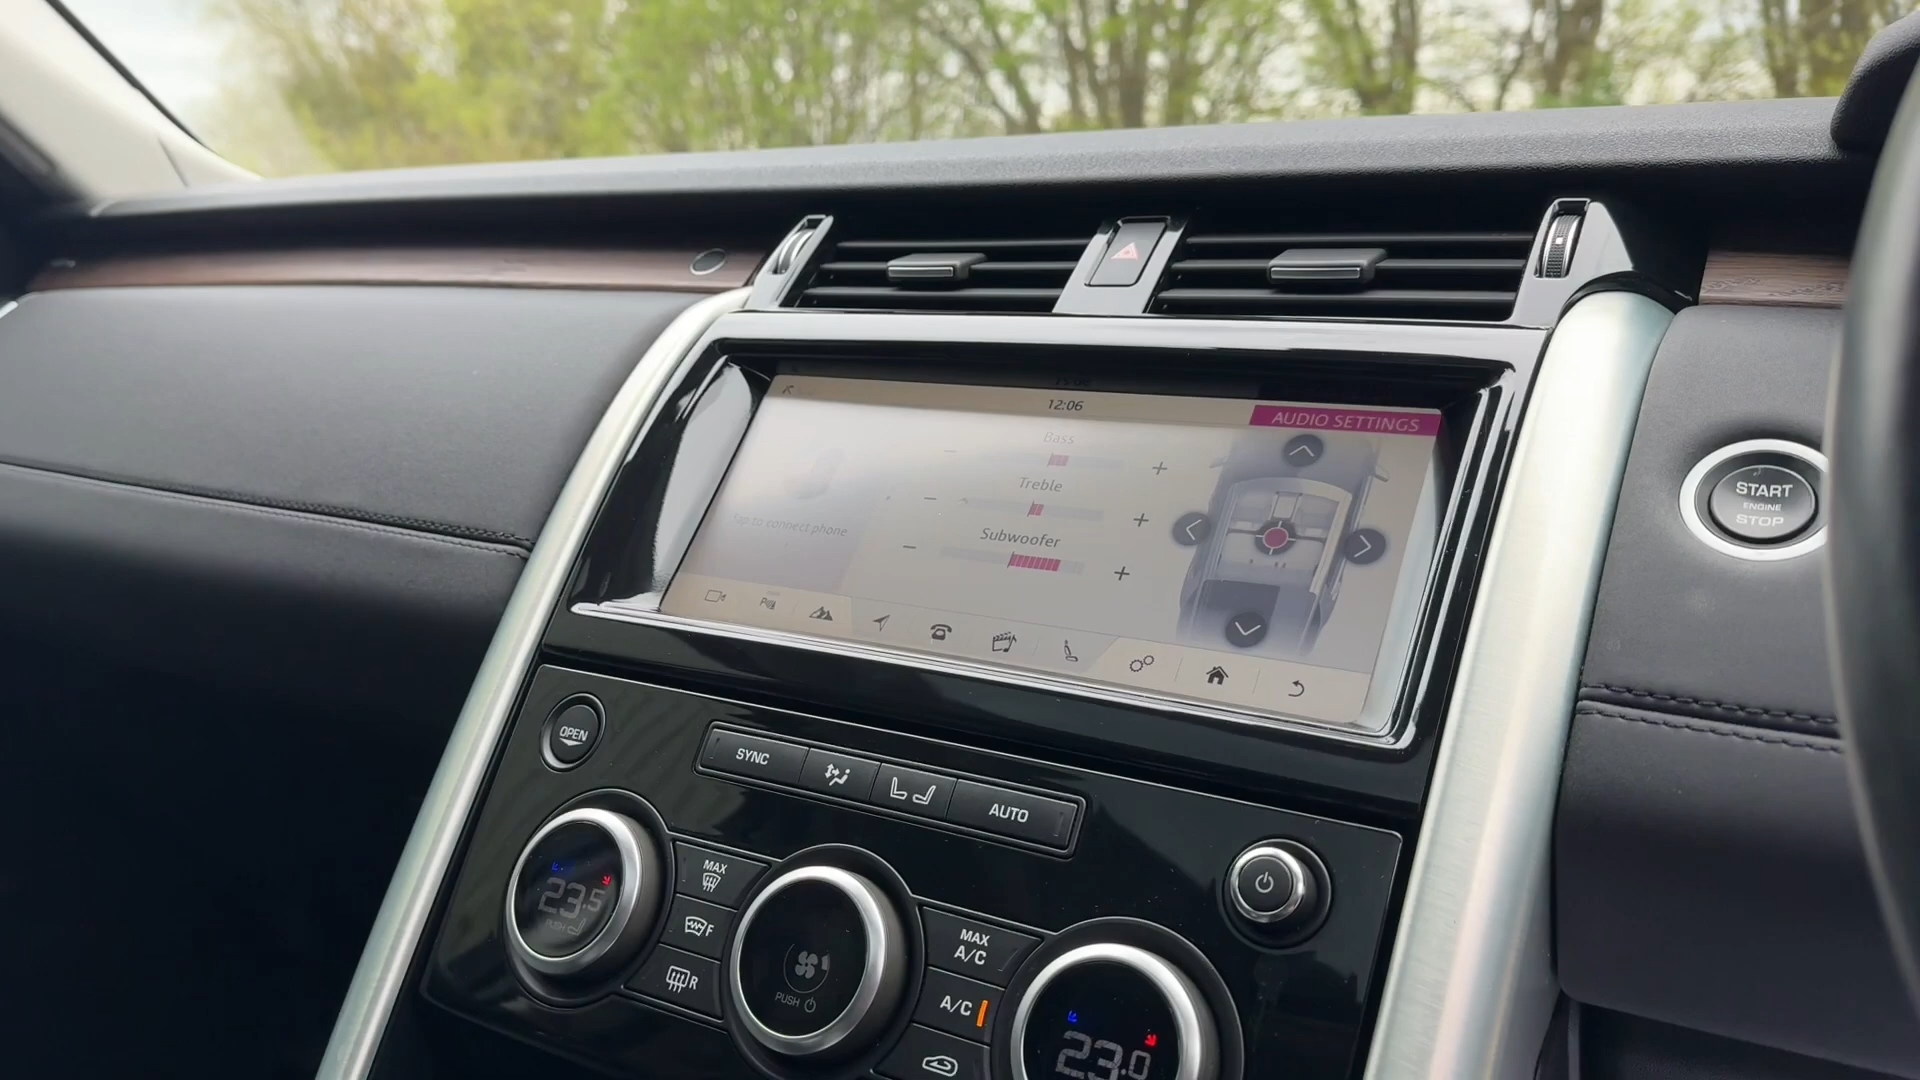 12:06
AUDIO SETTINGS
Bass
Treble
Tap to connect phone
Subwoofer
START
ENGINE
STOP
OPEN
SYNC
AUTO
MAX
F
R
23.5
PUSH
PUSH
MAX
A/C
A/C
23.0